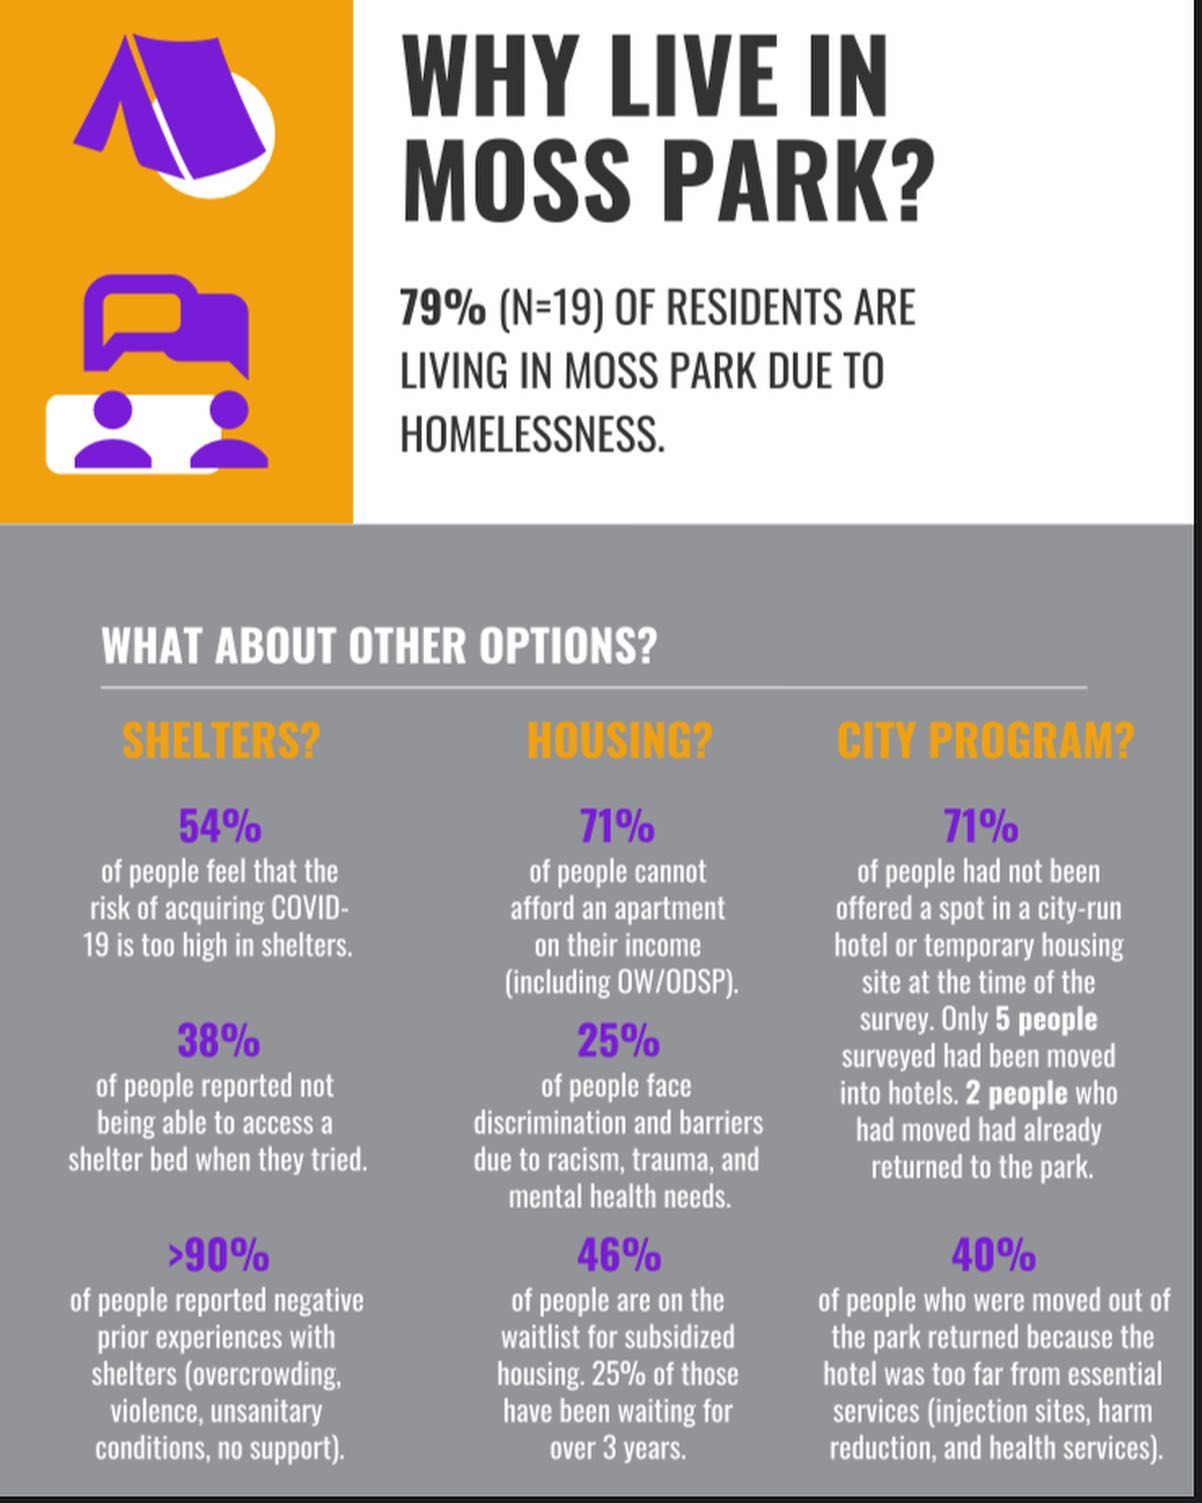 WHY LIVE IN
MOSS PARK?
79% (N=19) OF RESIDENTS ARE
LIVING IN MOSS PARK DUE TO
HOMELESSNESS.
WHAT ABOUT OTHER OPTIONS?
SHELTERS?
54%
of people feel that the
risk of acquiring COVID-
19 is too high in shelters.
38%
of people reported not
being able to access a
shelter bed when they tried.
>90%
of people reported negative
prior experiences with
shelters (overcrowding,
violence, unsanitary
conditions, no support).
HOUSING?
71%
of people cannot
afford an apartment
on their income
(including OW/ODSP).
25%
of people face
discrimination and barriers
due to racism, trauma, and
mental health needs.
46%
of people are on the
waitlist for subsidized
housing. 25% of those
have been waiting for
over 3 years.
CITY PROGRAM?
71%
of people had not been
offered a spot in a city-run
hotel or temporary housing
site at the time of the
survey. Only 5 people
surveyed had been moved
into hotels. 2 people who
had moved had already
returned to the park.
40%
of people who were moved out of
the park returned because the
hotel was too far from essential
services (injection sites, harm
reduction, and health services).